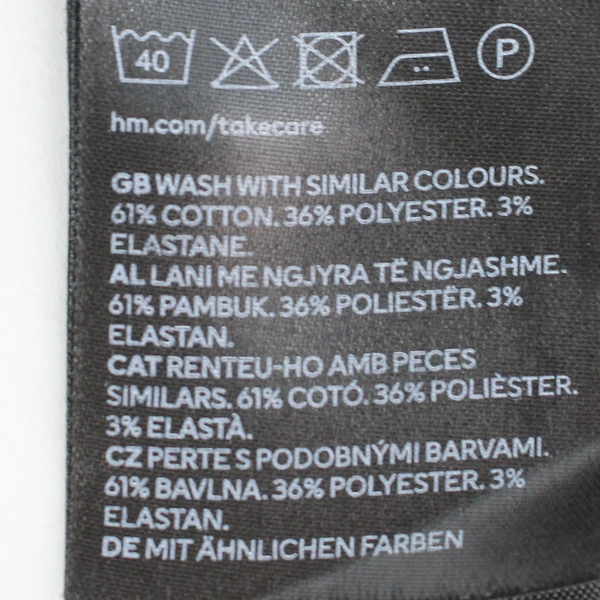 40 P
hm.com/takecare
GB WASH WITH SIMILAR COLOURS.
61% COTTON. 36% POLYESTER. 3%
ELASTANE.
AL LANI ME NGJYRA TË NGJASHME.
61% PAMBUK. 36% POLIESTËR. 3%
ELASTAN.
CAT RENTEU-HO AMB PECES
SIMILARS. 61% COTÓ. 36% POLIÈSTER.
3% ELASTÀ.
CZ PERTE S PODOBNÝMI BARVAMI.
61% BAVLNA. 36% POLYESTER. 3%
ELASTAN.
DE MIT ÄHNLICHEN FARBEN